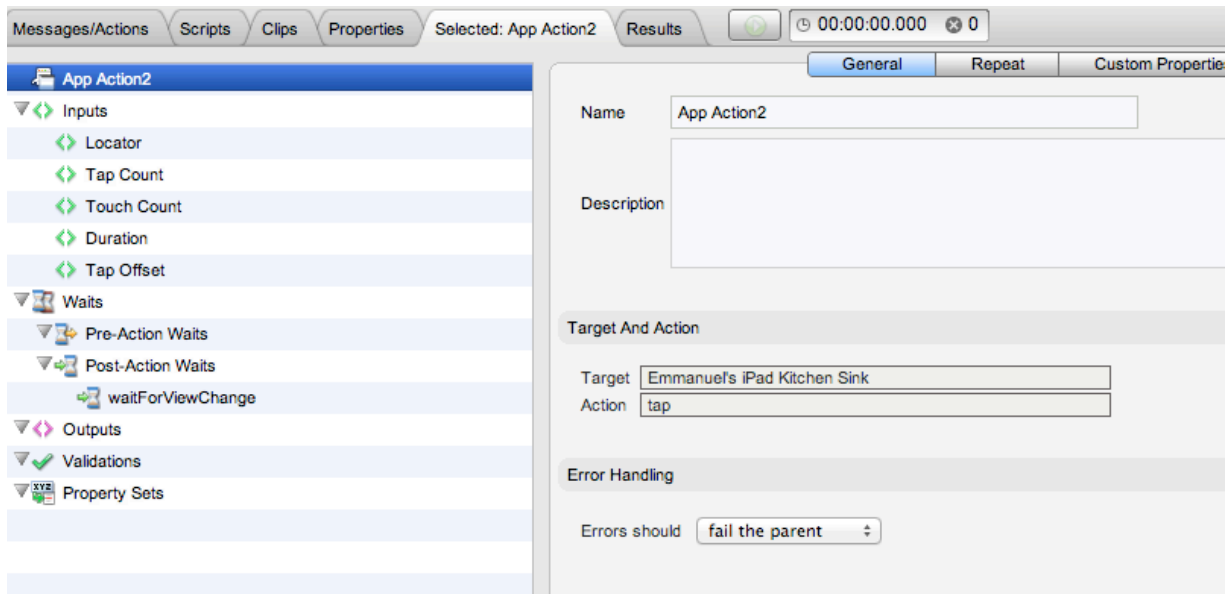 Messages/Actions Scripts Clips Properties Selected: App Action2 Results 00:00:00.000 0
App Action2
Inputs
Locator
Tap Count
Touch Count
Duration
Tap Offset
Waits
Pre-Action Waits
Post-Action Waits
waitForViewChange
Outputs
Validations
XYZ Property Sets
General Repeat Custom Propertie
Name App Action2
Description
Target And Action
Target Emmanuel's iPad Kitchen Sink
Action tap
Error Handling
Errors should fail the parent